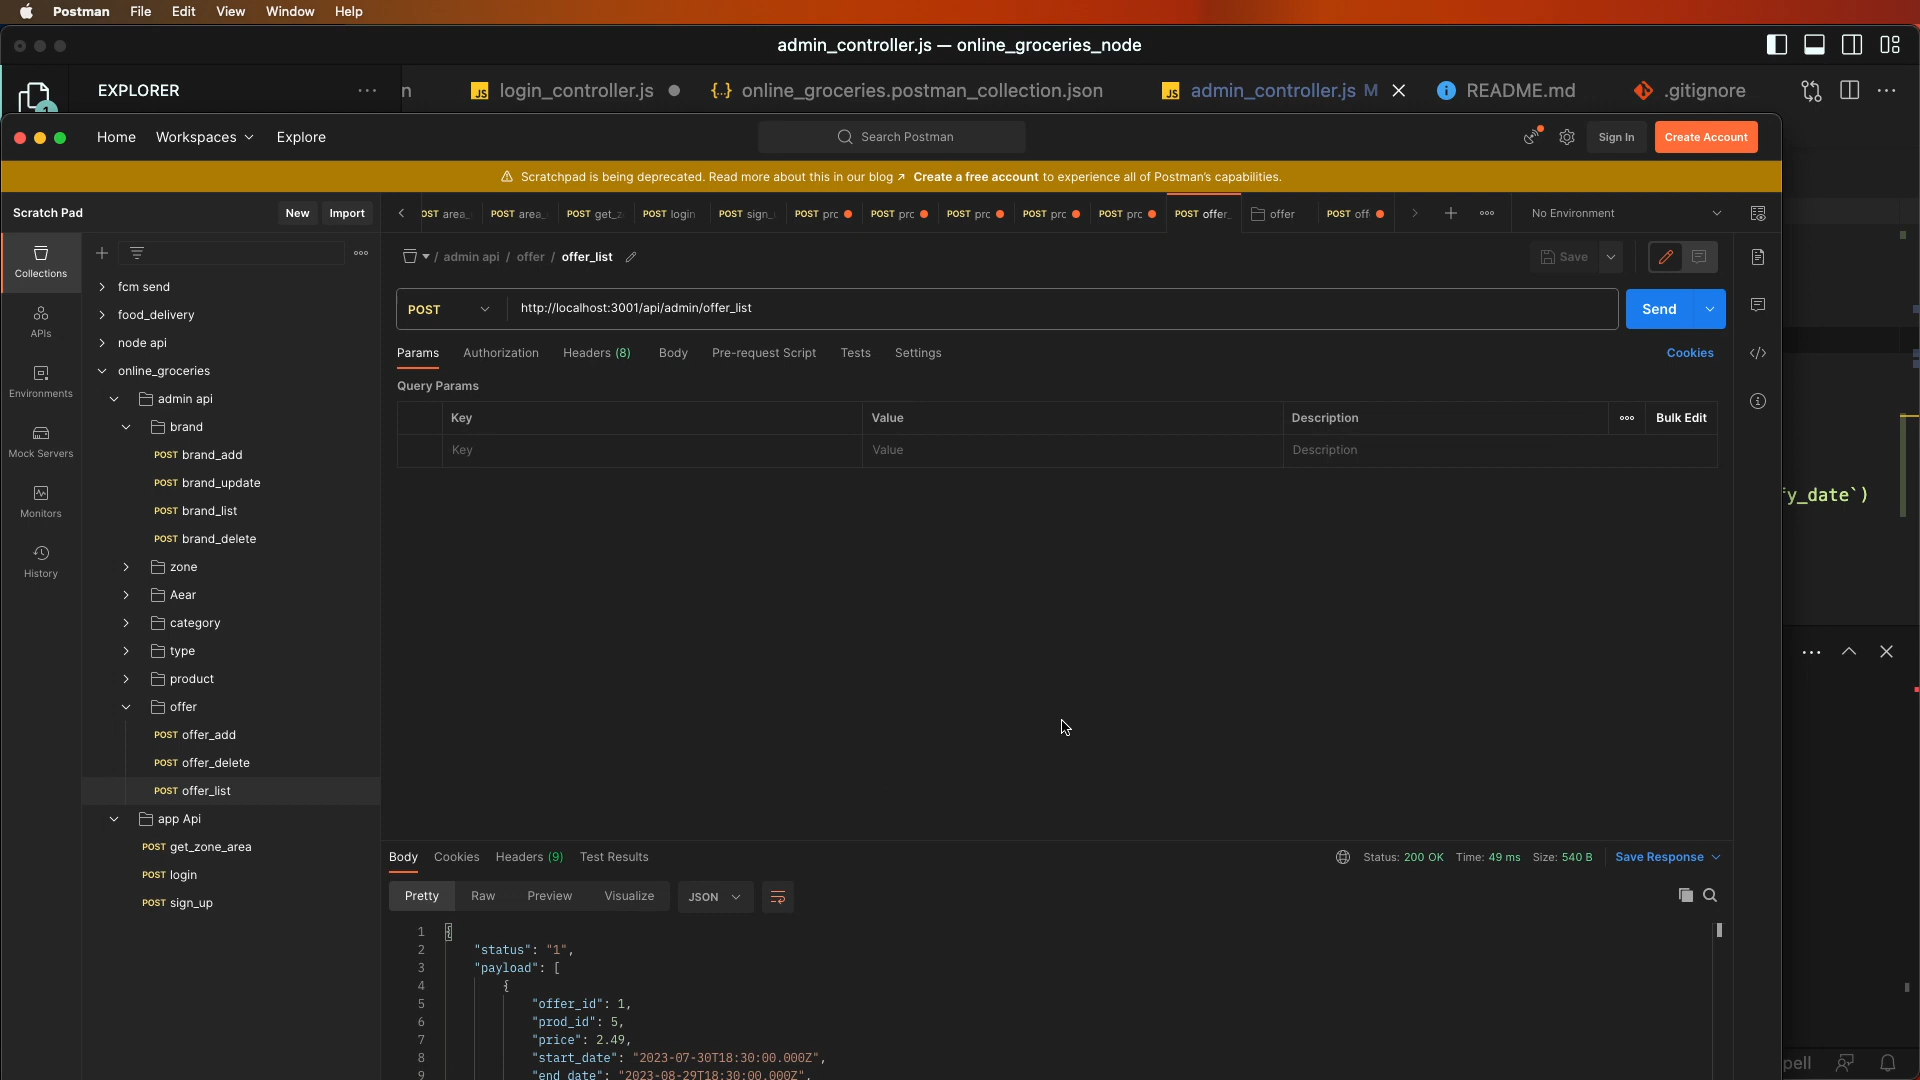 Postman File Edit View Window Help
admin_controller.js — online_groceries_node
EXPLORER
n login_controller.js {..} online_groceries.postman_collection.json JS admin_controller.js M README.md .gitignore
1
Home Workspaces Explore Search Postman Sign In Create Account
Scratchpad is being deprecated. Read more about this in our blog ↗ Create a free account to experience all of Postman's capabilities.
Scratch Pad New Import
OST area_ POST area_ POST get_z POST login POST sign_ POST prc POST prc POST prc POST prc POST prc POST offer_ offer POST off No Environment
Collections
APIs
Environments
Mock Servers
Monitors
History
fcm send
food_delivery
node api
online_groceries
admin api
brand
POST brand_add
POST brand_update
POST brand_list
POST brand_delete
zone
Aear
category
type
product
offer
POST offer_add
POST offer_delete
POST offer_list
app Api
POST get_zone_area
POST login
POST sign_up
/ admin api / offer / offer_list Save
POST http://localhost:3001/api/admin/offer_list Send
Params Authorization Headers (8) Body Pre-request Script Tests Settings Cookies
Query Params
Key Value Description Bulk Edit
Key Value Description
y_date`)
Body Cookies Headers (9) Test Results Status: 200 OK Time: 49 ms Size: 540 B Save Response
Pretty Raw Preview Visualize JSON
1 {
2 "status": "1",
3 "payload": [
4 {
5 "offer_id": 1,
6 "prod_id": 5,
7 "price": 2.49,
8 "start_date": "2023-07-30T18:30:00.000Z",
9 "end_date": "2023-08-29T18:30:00.000Z",
pell